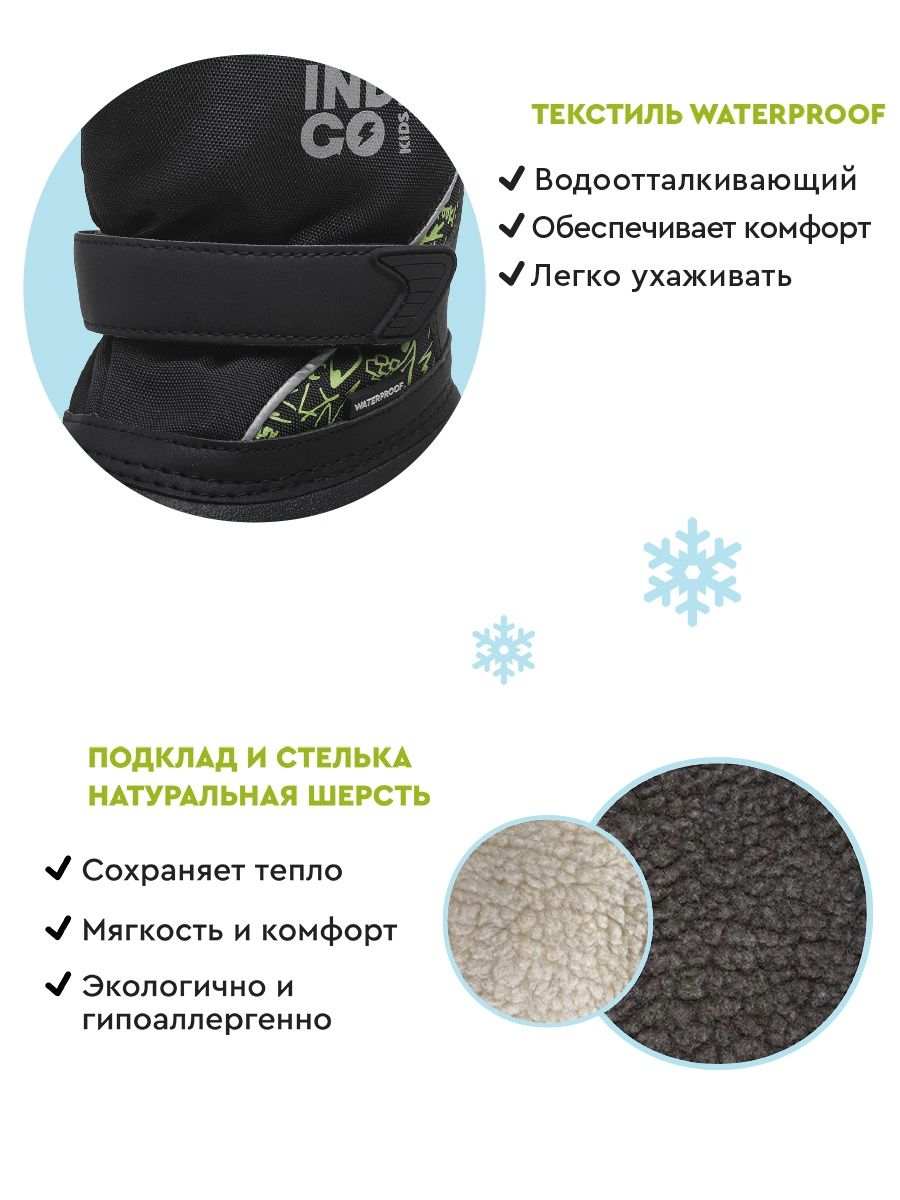 IND
GO
KIDS
WATERPROOF
ТЕКСТИЛЬ WATERPROOF
Водоотталкивающий
Обеспечивает комфорт
Легко ухаживать
ПОДКЛАД И СТЕЛЬКА
НАТУРАЛЬНАЯ ШЕРСТЬ
Сохраняет тепло
Мягкость и комфорт
Экологично и
гипоаллергенно